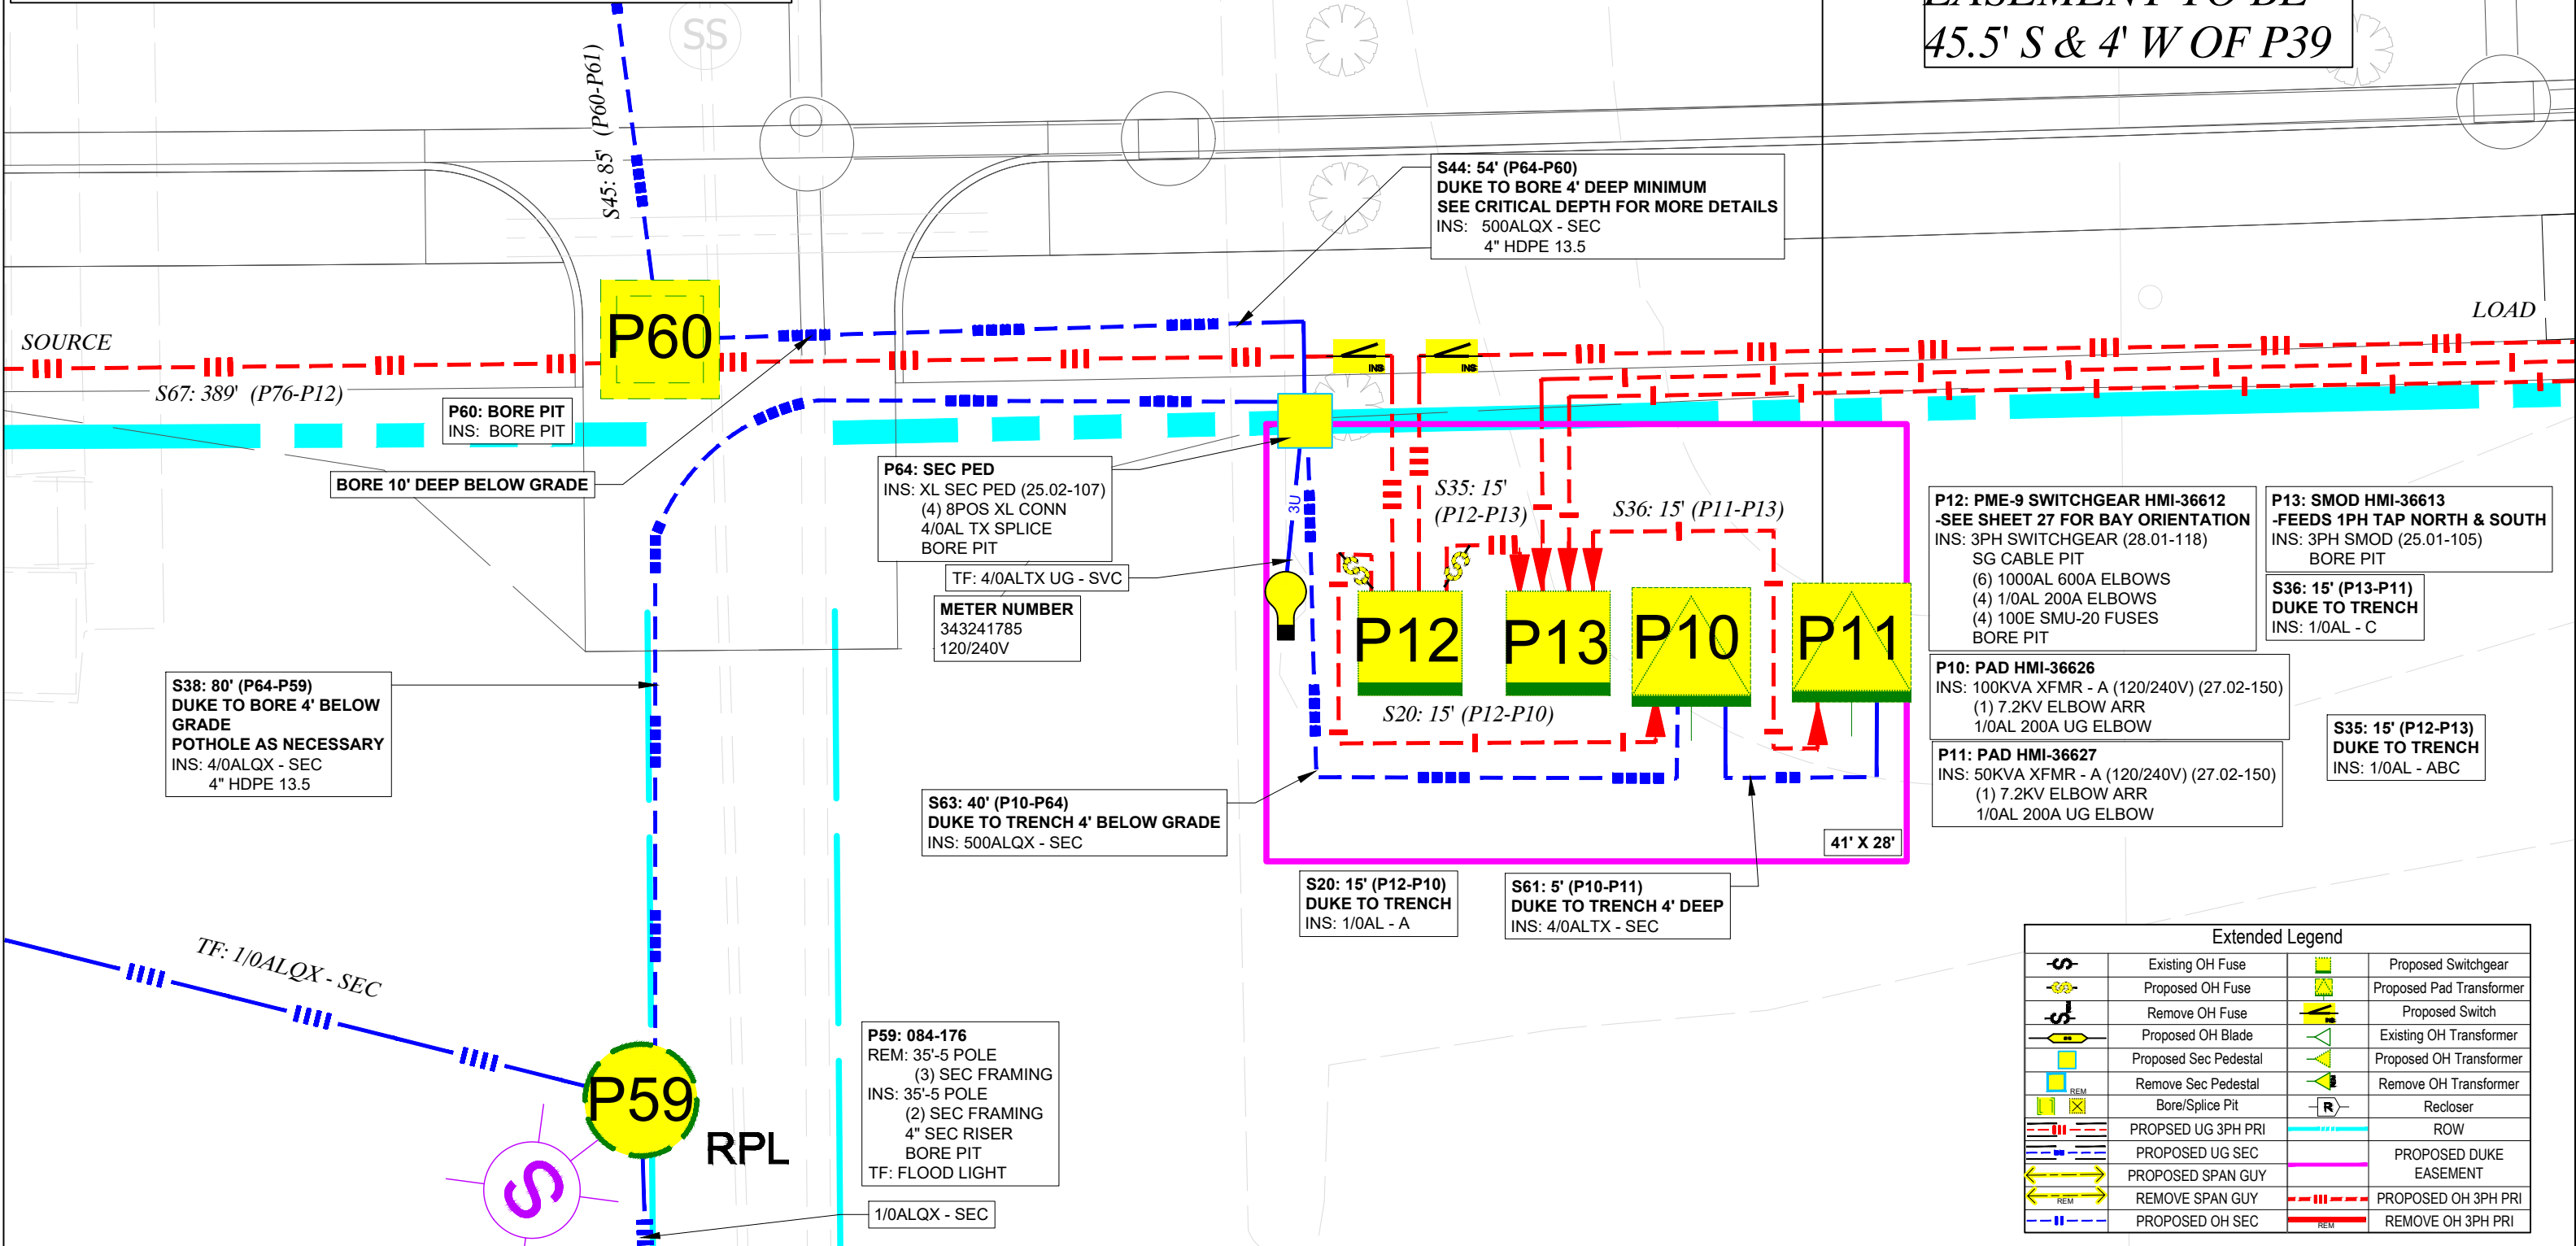 EASEMENT TO BE
45.5' S & 4' W OF P39
SS
S45: 85' (P60-P61)
S44: 54' (P64-P60)
DUKE TO BORE 4' DEEP MINIMUM
SEE CRITICAL DEPTH FOR MORE DETAILS
INS: 500ALQX - SEC
4" HDPE 13.5
SOURCE
LOAD
P60
INS
INS
S67: 389' (P76-P12)
P60: BORE PIT
INS: BORE PIT
BORE 10' DEEP BELOW GRADE
P64: SEC PED
INS: XL SEC PED (25.02-107)
(4) 8POS XL CONN
4/0AL TX SPLICE
BORE PIT
TF: 4/0ALTX UG - SVC
METER NUMBER
343241785
120/240V
3U
S35: 15'
(P12-P13)
S36: 15' (P11-P13)
P12
P13
P10
P11
S20: 15' (P12-P10)
P12: PME-9 SWITCHGEAR HMI-36612
-SEE SHEET 27 FOR BAY ORIENTATION
INS: 3PH SWITCHGEAR (28.01-118)
SG CABLE PIT
(6) 1000AL 600A ELBOWS
(4) 1/0AL 200A ELBOWS
(4) 100E SMU-20 FUSES
BORE PIT
P13: SMOD HMI-36613
-FEEDS 1PH TAP NORTH & SOUTH
INS: 3PH SMOD (25.01-105)
BORE PIT
S36: 15' (P13-P11)
DUKE TO TRENCH
INS: 1/0AL - C
P10: PAD HMI-36626
INS: 100KVA XFMR - A (120/240V) (27.02-150)
(1) 7.2KV ELBOW ARR
1/0AL 200A UG ELBOW
P11: PAD HMI-36627
INS: 50KVA XFMR - A (120/240V) (27.02-150)
(1) 7.2KV ELBOW ARR
1/0AL 200A UG ELBOW
S35: 15' (P12-P13)
DUKE TO TRENCH
INS: 1/0AL - ABC
S38: 80' (P64-P59)
DUKE TO BORE 4' BELOW
GRADE
POTHOLE AS NECESSARY
INS: 4/0ALQX - SEC
4" HDPE 13.5
S63: 40' (P10-P64)
DUKE TO TRENCH 4' BELOW GRADE
INS: 500ALQX - SEC
41' X 28'
S20: 15' (P12-P10)
DUKE TO TRENCH
INS: 1/0AL - A
S61: 5' (P10-P11)
DUKE TO TRENCH 4' DEEP
INS: 4/0ALTX - SEC
TF: 1/0ALQX - SEC
P59
RPL
S
P59: 084-176
REM: 35'-5 POLE
(3) SEC FRAMING
INS: 35'-5 POLE
(2) SEC FRAMING
4" SEC RISER
BORE PIT
TF: FLOOD LIGHT
1/0ALQX - SEC
Extended Legend
Existing OH Fuse
Proposed Switchgear
Proposed OH Fuse
Proposed Pad Transformer
Remove OH Fuse
Proposed Switch
Proposed OH Blade
Existing OH Transformer
Proposed Sec Pedestal
Proposed OH Transformer
REM
Remove Sec Pedestal
Remove OH Transformer
Bore/Splice Pit
R
Recloser
PROPSED UG 3PH PRI
ROW
PROPOSED UG SEC
PROPOSED DUKE
EASEMENT
PROPOSED SPAN GUY
REM
REMOVE SPAN GUY
PROPOSED OH 3PH PRI
PROPOSED OH SEC
REM
REMOVE OH 3PH PRI